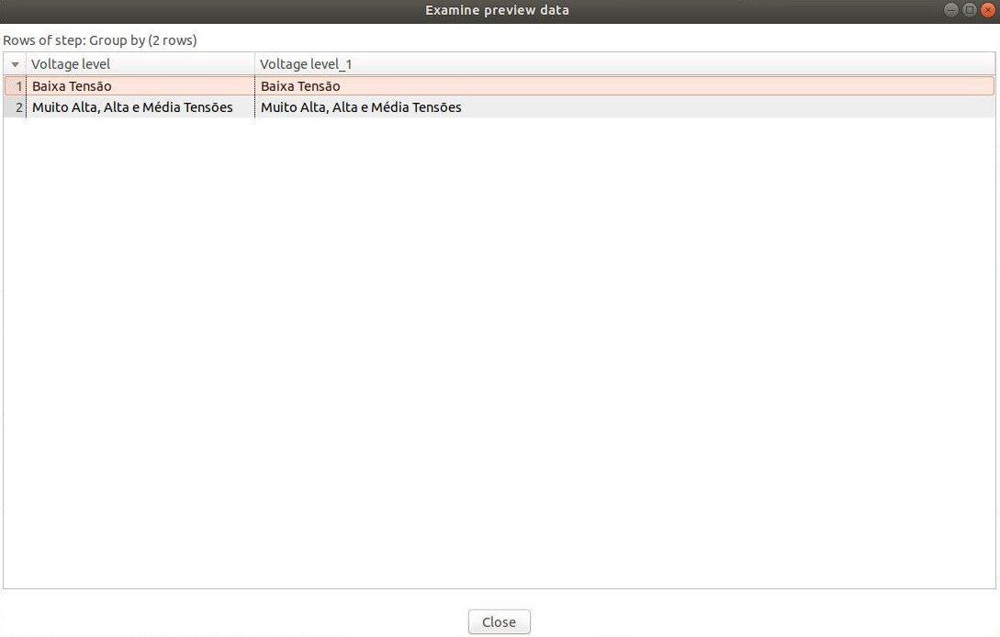 Examine preview data
Rows of step: Group by (2 rows)
Voltage level Voltage level_1
1 Baixa Tensão Baixa Tensão
2 Muito Alta, Alta e Média Tensões Muito Alta, Alta e Média Tensões
Close